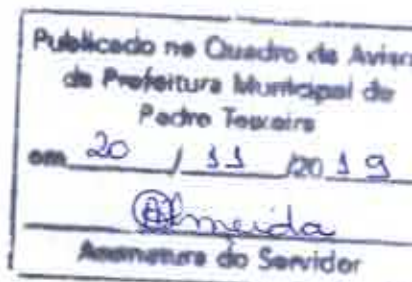 Publicado no Quadro de Aviso
da Prefeitura Municipal de
Pedro Teixeira
em 20 / 11 /2019
Almeida
Assinatura do Servidor